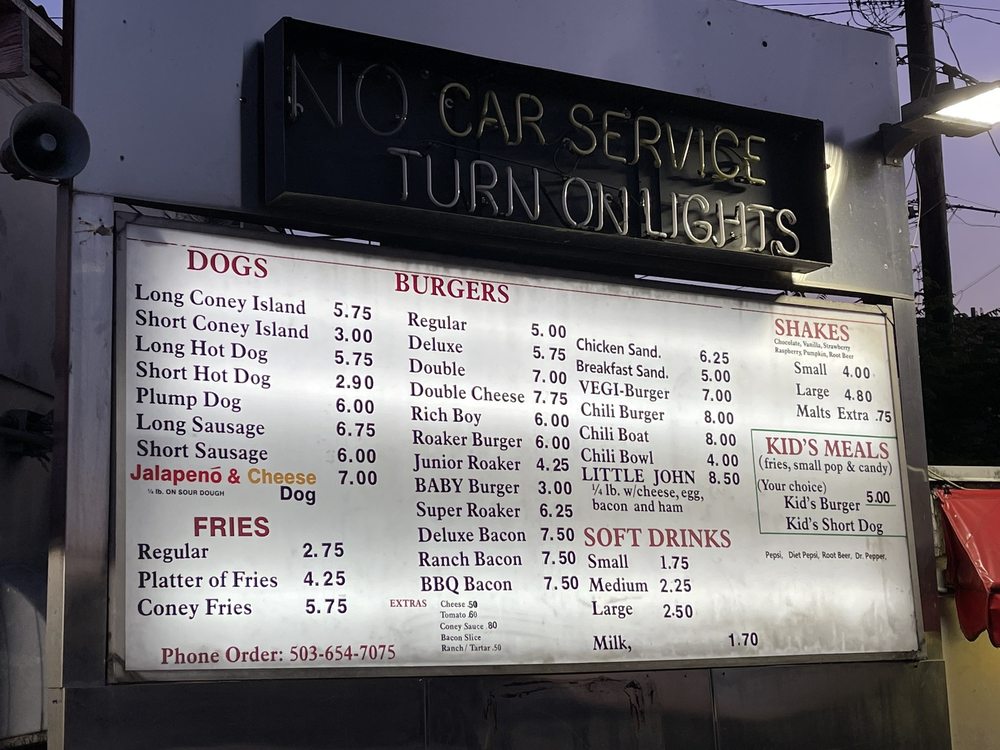 NO CAR SERVICE
TURN ON LIGHTS
DOGS
Long Coney Island 5.75
Short Coney Island 3.00
Long Hot Dog 5.75
Short Hot Dog 2.90
Plump Dog 6.00
Long Sausage 6.75
Short Sausage 6.00
Jalapenó & Cheese 7.00
¼ lb. ON SOUR DOUGH Dog
FRIES
Regular 2.75
Platter of Fries 4.25
Coney Fries 5.75
Phone Order: 503-654-7075
BURGERS
Regular 5.00
Deluxe 5.75
Double 7.00
Double Cheese 7.75
Rich Boy 6.00
Roaker Burger 6.00
Junior Roaker 4.25
BABY Burger 3.00
Super Roaker 6.25
Deluxe Bacon 7.50
Ranch Bacon 7.50
BBQ Bacon 7.50
EXTRAS Cheese .50
Tomato .60
Coney Sauce .80
Bacon Slice
Ranch/ Tartar .50
Chicken Sand. 6.25
Breakfast Sand. 5.00
VEGI-Burger 7.00
Chili Burger 8.00
Chili Boat 8.00
Chili Bowl 4.00
LITTLE JOHN 8.50
¼ lb. w/cheese, egg,
bacon and ham
SOFT DRINKS
Small 1.75
Medium 2.25
Large 2.50
Milk, 1.70
SHAKES
Chocolate, Vanilla, Strawberry
Raspberry, Pumpkin, Root Beer
Small 4.00
Large 4.80
Malts Extra .75
KID'S MEALS
(fries, small pop & candy)
(Your choice)
Kid's Burger 5.00
Kid's Short Dog
Pepsi, Diet Pepsi, Root Beer, Dr. Pepper,